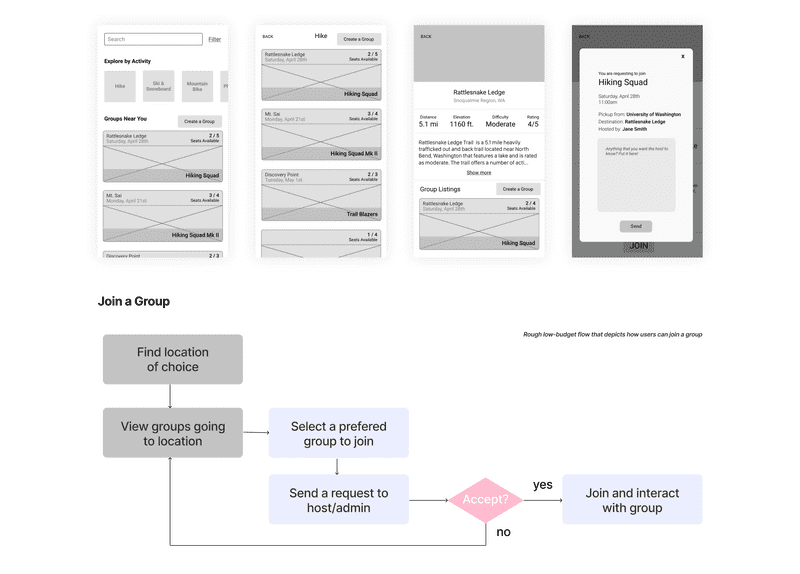 Search
Filter
Explore by Activity
Hike
Ski &
Snowboard
Mountain
Bike
Groups Near You
Create a Group
Rattlesnake Ledge
2 / 5
Saturday, April 28th
Seats Available
Hiking Squad
Mt. Sai
3 / 4
Monday, April 21st
Seats Available
Hiking Squad Mk II
Discovery Point
2 / 3
BACK
Hike
Create a Group
Rattlesnake Ledge
2 / 5
Saturday, April 28th
Seats Available
Hiking Squad
Mt. Sai
3 / 4
Monday, April 21st
Seats Available
Hiking Squad Mk II
Discovery Point
2 / 3
Tuesday, May 1st
Seats Available
Trail Blazers
1 / 4
Seats Available
BACK
Rattlesnake Ledge
Snoqualmie Region, WA
Distance Elevation Difficulty Rating
5.1 mi 1160 ft. Moderate 4/5
Rattlesnake Ledge Trail is a 5.1 mile heavily
trafficked out and back trail located near North
Bend, Washington that features a lake and is rated
as moderate. The trail offers a number of acti...
Show more
Group Listings
Create a Group
Rattlesnake Ledge
2 / 4
Saturday, April 28th
Seats Available
Hiking Squad
BACK
X
You are requesting to join
Hiking Squad
Saturday, April 28th
11:00am
Pickup from: University of Washington
Destination: Rattlesnake Ledge
Hosted by: Jane Smith
Anything that you want the host to
know? Put it here!
Send
JOIN
Join a Group
Rough low-budget flow that depicts how users can join a group
Find location
of choice
View groups going
to location
Select a prefered
group to join
Send a request to
host/admin
Accept?
yes
no
Join and interact
with group